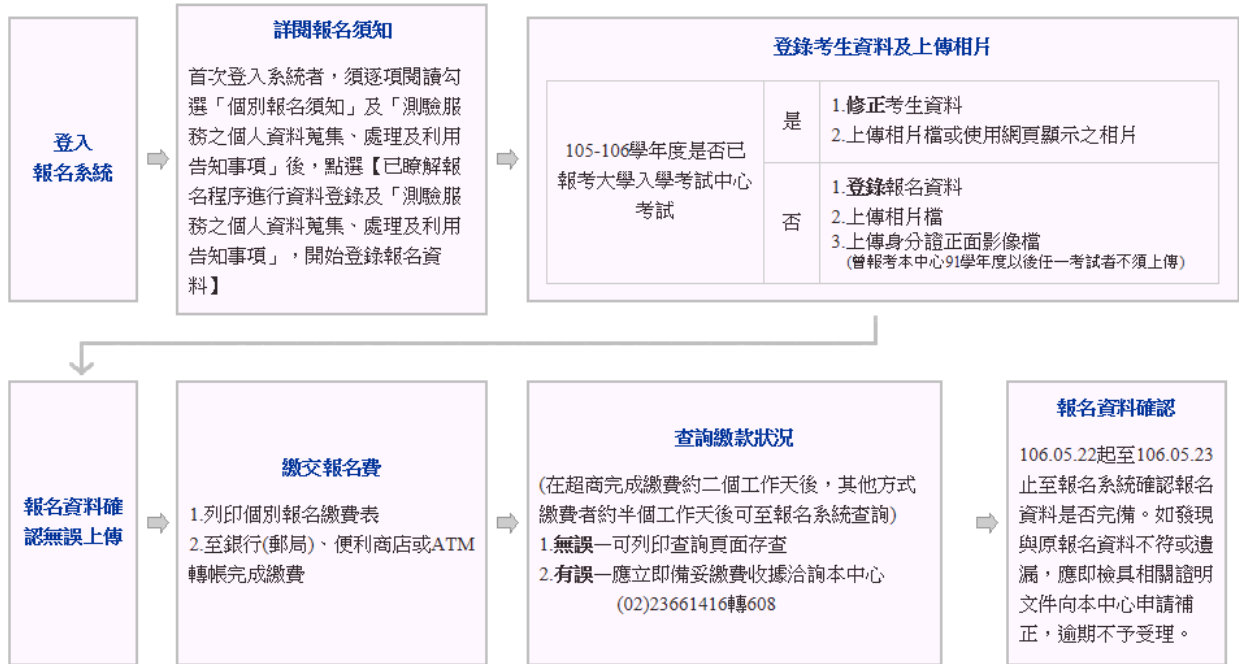 登入
報名系統
詳閱報名須知
首次登入系統者，須逐項閱讀勾
選「個別報名須知」及「測驗服
務之個人資料蒐集、處理及利用
告知事項」後，點選【已瞭解報
名程序進行資料登錄及「測驗服
務之個人資料蒐集、處理及利用
告知事項」，開始登錄報名資
料】
登錄考生資料及上傳相片
105-106學年度是否已
報考大學入學考試中心
考試
是
1.修正考生資料
2.上傳相片檔或使用網頁顯示之相片
否
1.登錄報名資料
2.上傳相片檔
3.上傳身分證正面影像檔
(曾報考本中心91學年度以後任一考試者不須上傳)
報名資料確
認無誤上傳
繳交報名費
1.列印個別報名繳費表
2.至銀行(郵局)、便利商店或ATM
轉帳完成繳費
查詢繳款狀況
(在超商完成繳費約二個工作天後，其他方式
繳費者約半個工作天後可至報名系統查詢)
1.無誤—可列印查詢頁面存查
2.有誤—應立即備妥繳費收據洽詢本中心
(02)23661416轉608
報名資料確認
106.05.22起至106.05.23
止至報名系統確認報名
資料是否完備。如發現
與原報名資料不符或遺
漏，應即檢具相關證明
文件向本中心申請補
正，逾期不予受理。